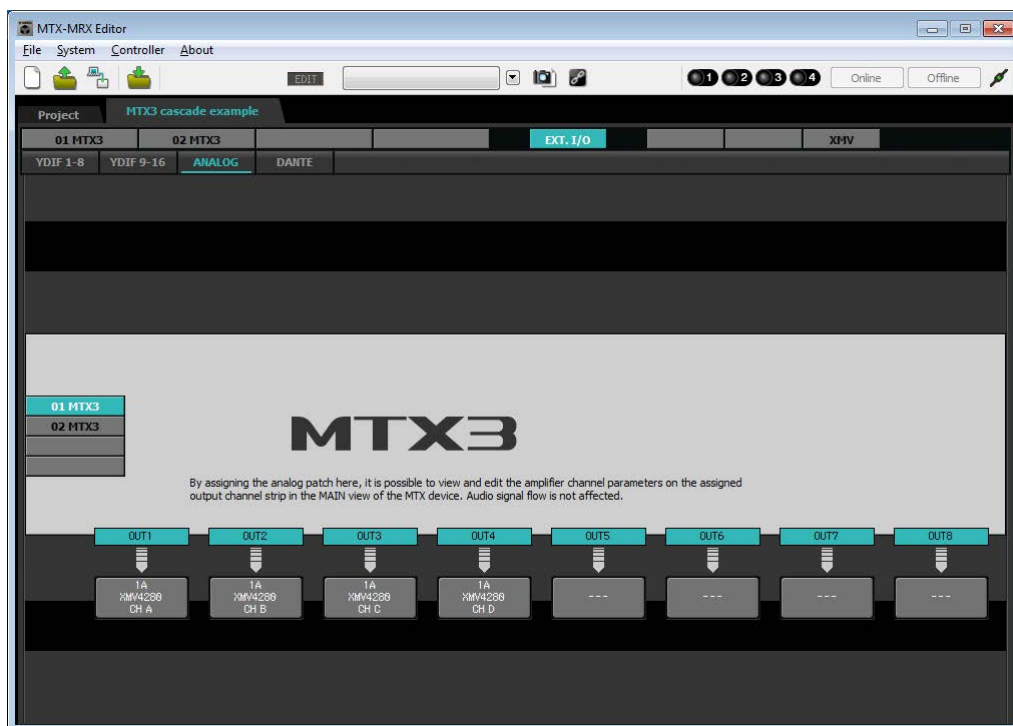 MTX-MRX Editor
File System Controller About
EDIT 1 2 3 4 Online Offline
Project MTX3 cascade example
01 MTX3 02 MTX3 EXT. I/O XMV
YDIF 1-8 YDIF 9-16 ANALOG DANTE
01 MTX3
02 MTX3
MTX3
By assigning the analog patch here, it is possible to view and edit the amplifier channel parameters on the assigned
output channel strip in the MAIN view of the MTX device. Audio signal flow is not affected.
OUT1 OUT2 OUT3 OUT4 OUT5 OUT6 OUT7 OUT8
1A 1A 1A 1A
XMV4280 XMV4280 XMV4280 XMV4280 --- --- --- ---
CH A CH B CH C CH D